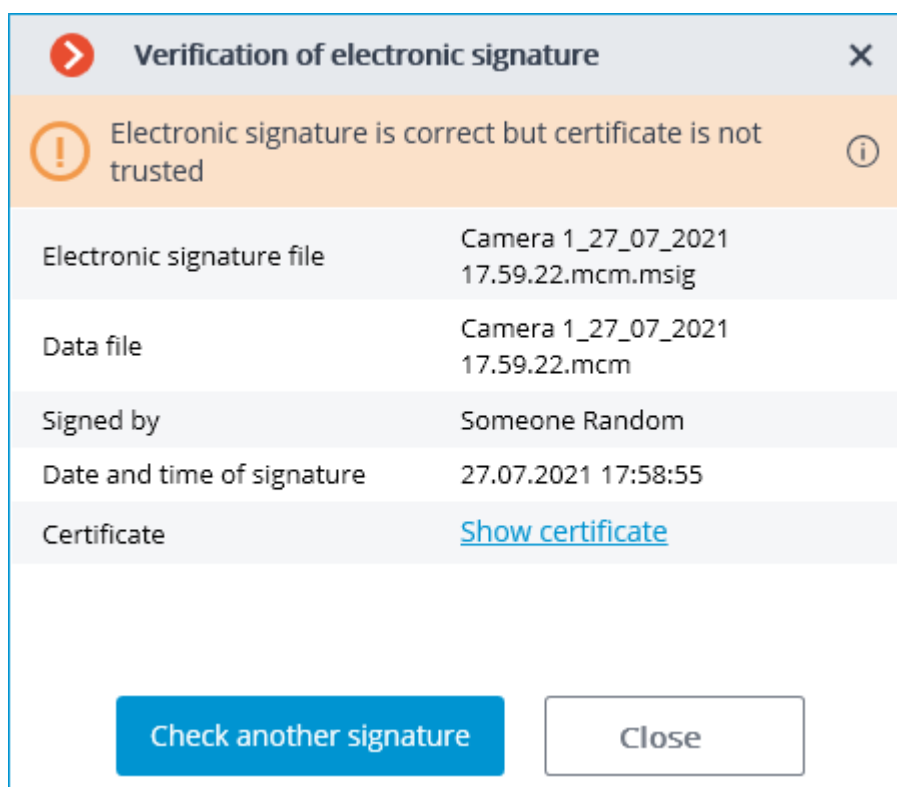 Verification of electronic signature
Electronic signature is correct but certificate is not
trusted
Electronic signature file
Camera 1_27_07_2021
17.59.22.mcm.msig
Data file
Camera 1_27_07_2021
17.59.22.mcm
Signed by
Someone Random
Date and time of signature
27.07.2021 17:58:55
Certificate
Show certificate
Check another signature
Close